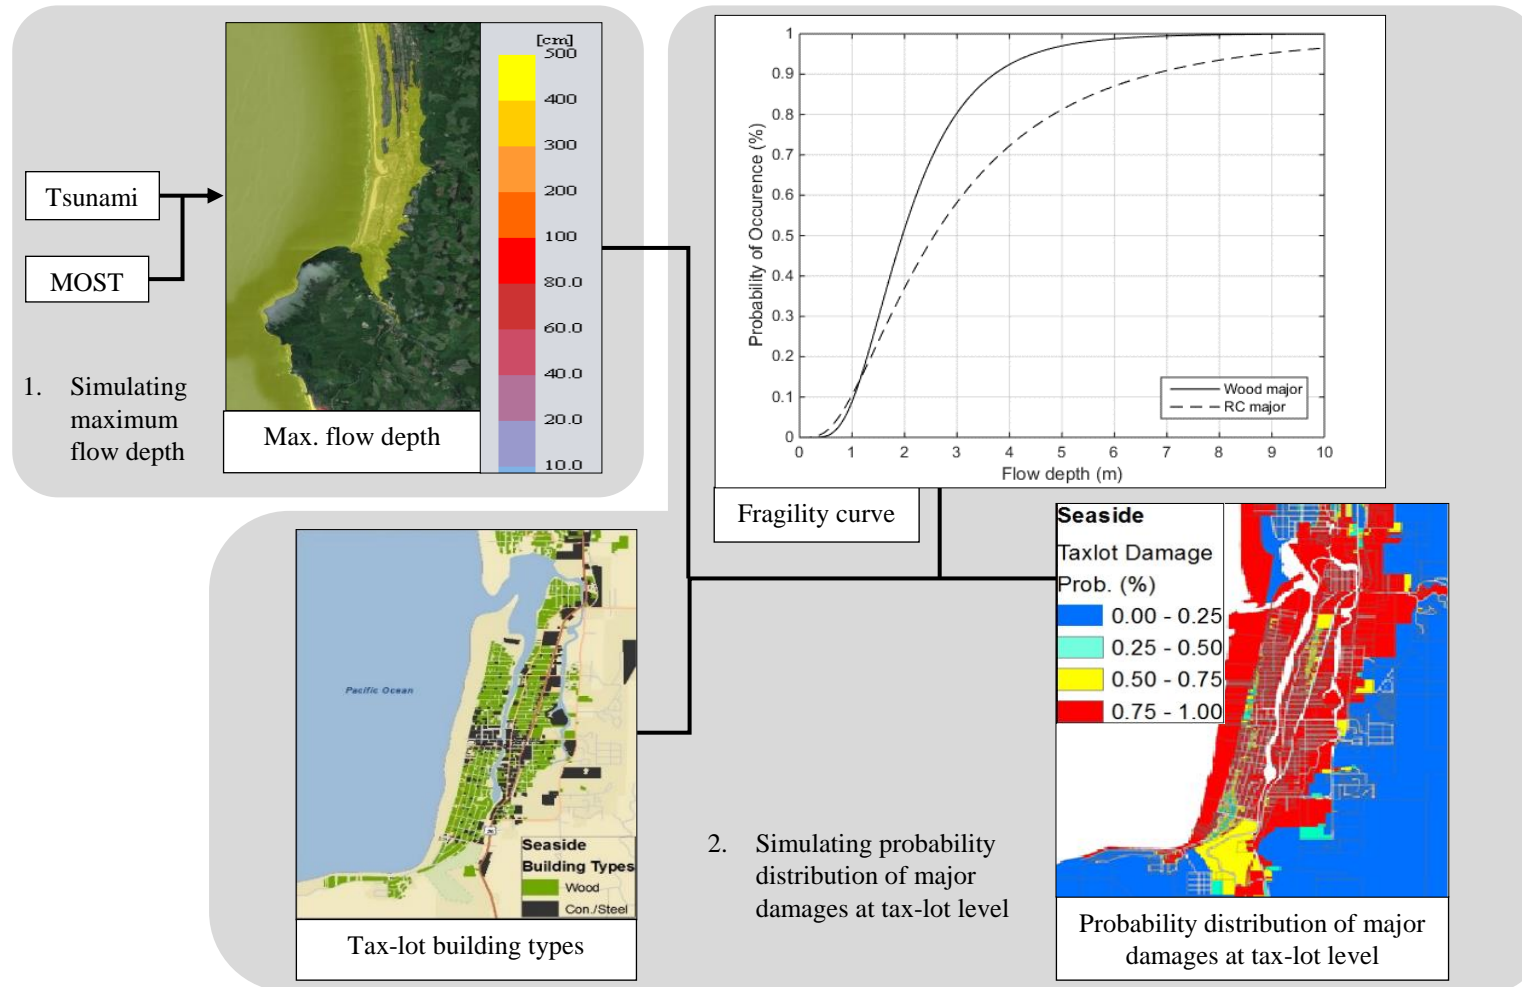 Tsunami
MOST
1. Simulating
maximum
flow depth
[cm]
500
400
300
200
100
80.0
60.0
40.0
20.0
10.0
Max. flow depth
Probability of Occurence (%)
1
0.9
0.8
0.7
0.6
0.5
0.4
0.3
0.2
0.1
0
0 1 2 3 4 5 6 7 8 9 10
Flow depth (m)
Wood major
RC major
Fragility curve
Pacific Ocean
Seaside
Building Types
Wood
Con./Steel
Tax-lot building types
2. Simulating probability
distribution of major
damages at tax-lot level
Seaside
Taxlot Damage
Prob. (%)
0.00 - 0.25
0.25 - 0.50
0.50 - 0.75
0.75 - 1.00
Probability distribution of major
damages at tax-lot level